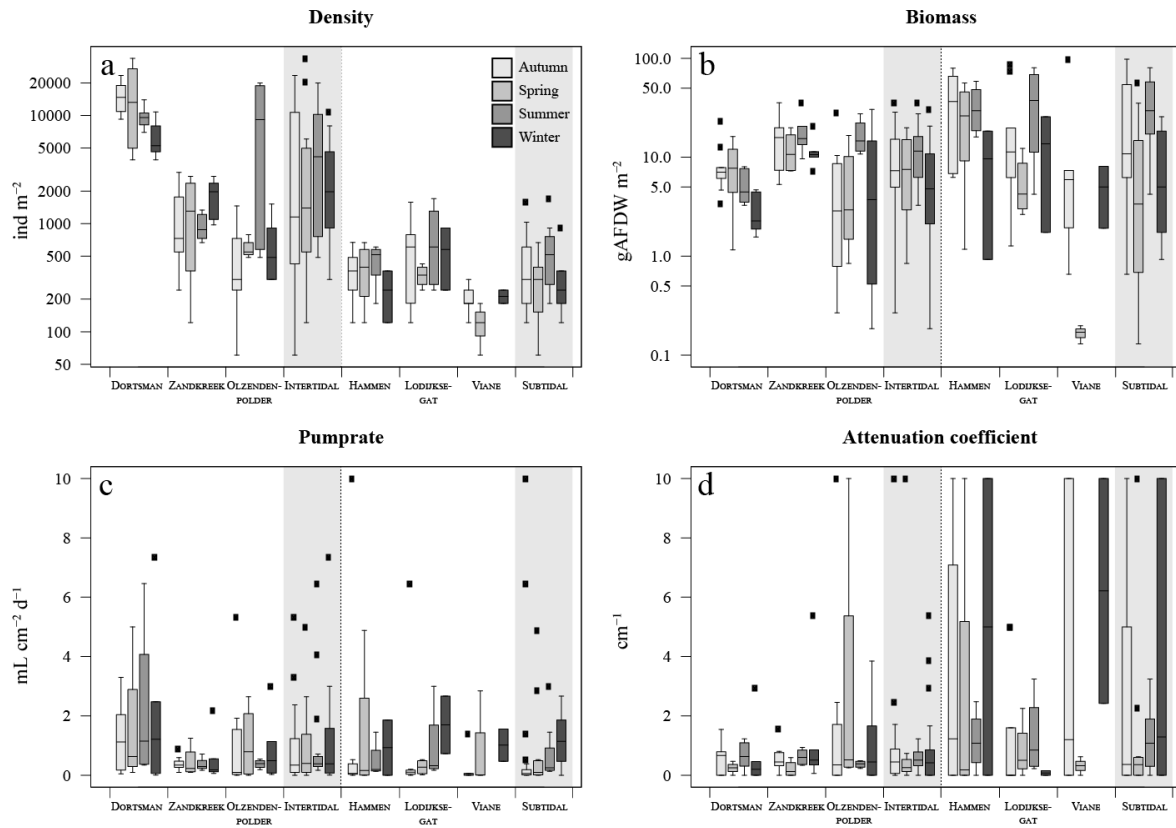 Density
a
20000
10000
5000
2000
1000
500
200
100
50
ind m⁻²
Autumn
Spring
Summer
Winter
DORTSMAN ZANDKREEK OLZENDEN- INTERTIDAL HAMMEN LODIJKSE- VIANE SUBTIDAL
POLDER GAT
Biomass
b
100.0
50.0
10.0
5.0
1.0
0.5
0.1
gAFDW m⁻²
DORTSMAN ZANDKREEK OLZENDEN- INTERTIDAL HAMMEN LODIJKSE- VIANE SUBTIDAL
POLDER GAT
Pumprate
c
10
8
6
4
2
0
mL cm⁻² d⁻¹
DORTSMAN ZANDKREEK OLZENDEN- INTERTIDAL HAMMEN LODIJKSE- VIANE SUBTIDAL
POLDER GAT
Attenuation coefficient
d
10
8
6
4
2
0
cm⁻¹
DORTSMAN ZANDKREEK OLZENDEN- INTERTIDAL HAMMEN LODIJKSE- VIANE SUBTIDAL
POLDER GAT